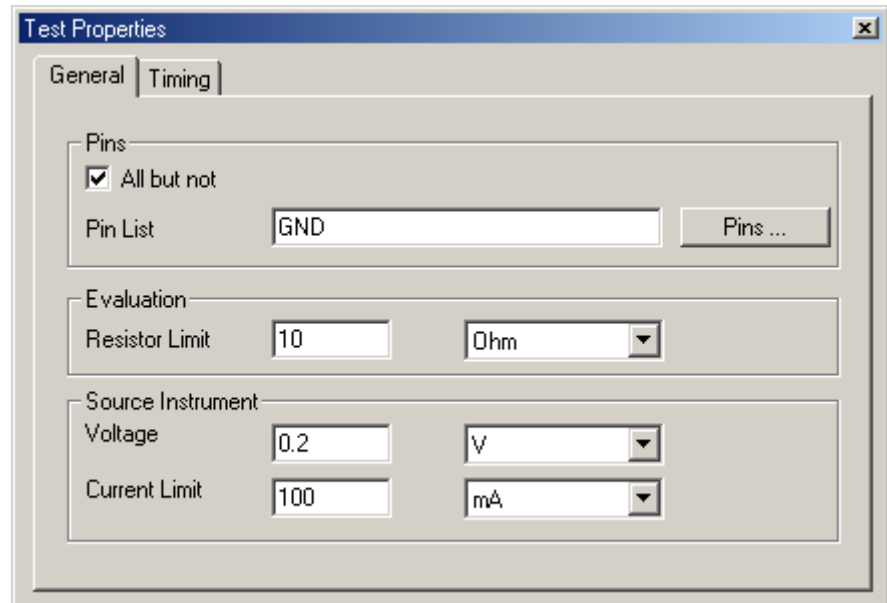 Test Properties
General Timing
Pins
All but not
Pin List GND Pins ...
Evaluation
Resistor Limit 10 Ohm
Source Instrument
Voltage 0.2 V
Current Limit 100 mA